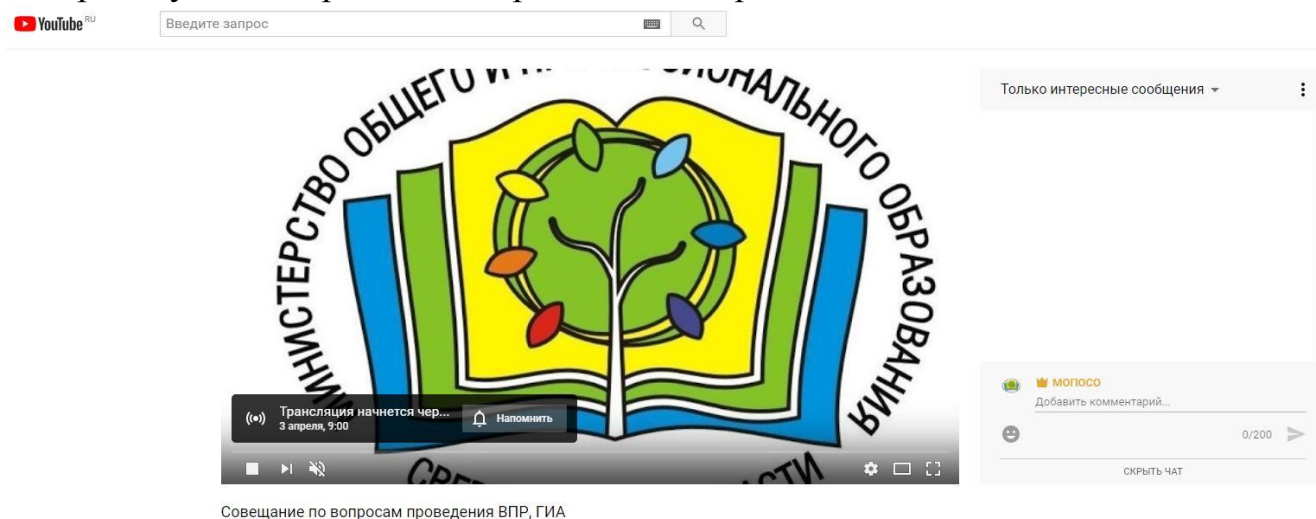 YouTube RU
Введите запрос
МИНИСТЕРСТВО ОБЩЕГО И ОБРАЗОВАНИЯ
Только интересные сообщения
Трансляция начнется чер...
3 апреля, 9:00
Напомнить
МОПОСО
Добавить комментарий...
0/200
СКРЫТЬ ЧАТ
Совещание по вопросам проведения ВПР, ГИА